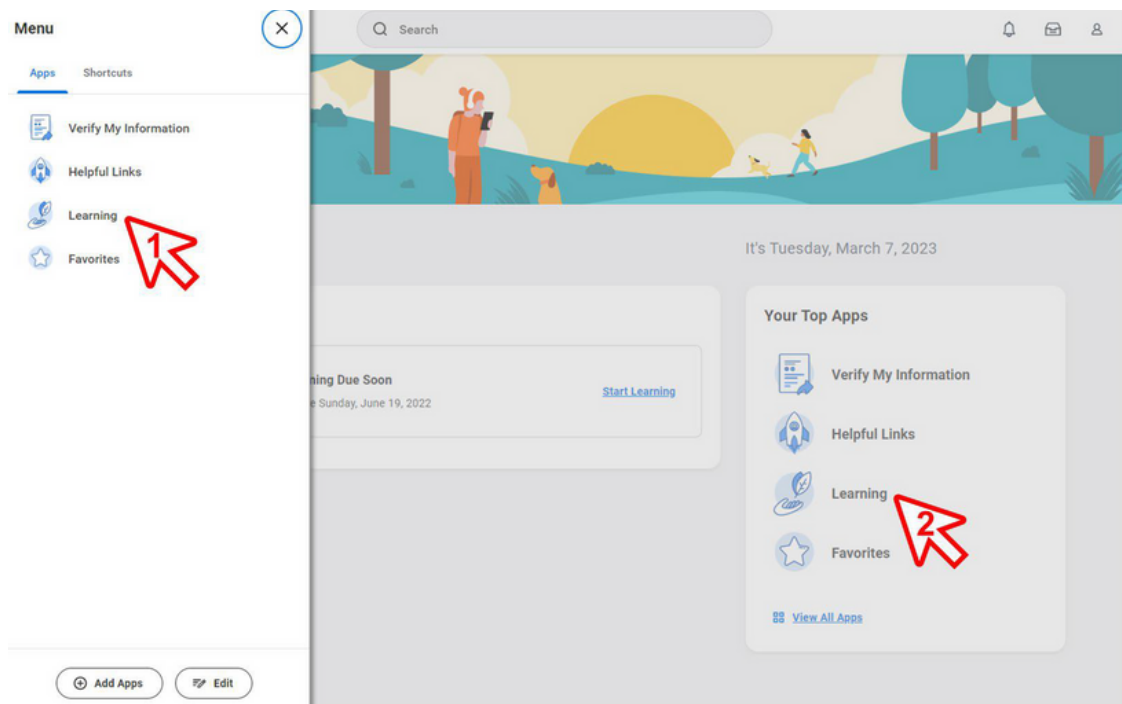 Menu
Apps Shortcuts
Verify My Information
Helpful Links
Learning
1
Favorites
Add Apps Edit
Search
It's Tuesday, March 7, 2023
Due Soon
Sunday, June 19, 2022
Start Learning
Your Top Apps
Verify My Information
Helpful Links
Learning
2
Favorites
View All Apps